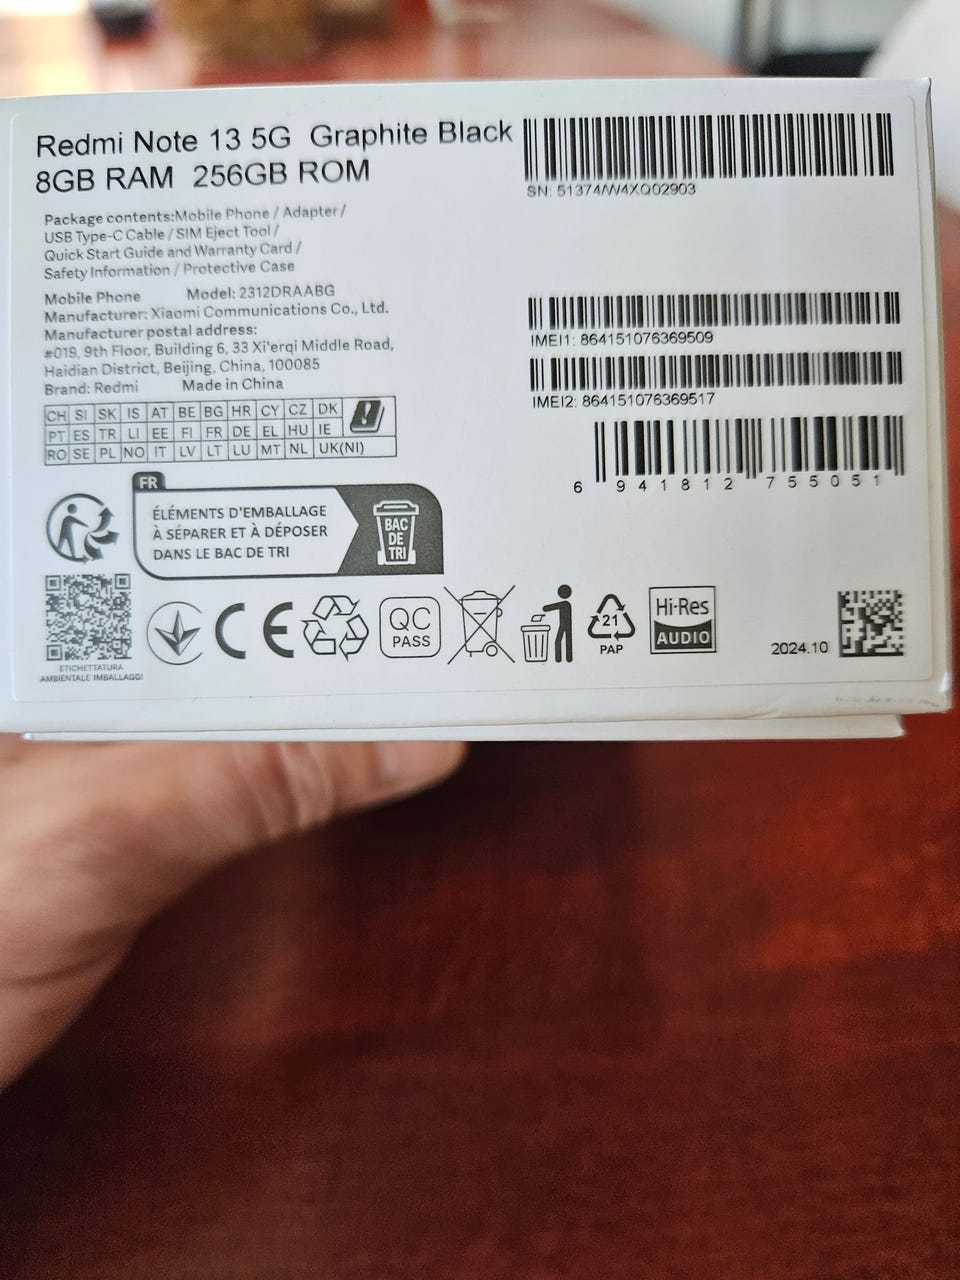 Redmi Note 13 5G Graphite Black
8GB RAM 256GB ROM
SN: 51374/W4XQ02903
Package contents:Mobile Phone / Adapter /
USB Type-C Cable / SIM Eject Tool /
Quick Start Guide and Warranty Card /
Safety Information / Protective Case
Mobile Phone Model: 2312DRAABG
Manufacturer: Xiaomi Communications Co., Ltd.
Manufacturer postal address:
#019, 9th Floor, Building 6, 33 Xi'erqi Middle Road,
Haidian District, Beijing, China, 100085
Brand: Redmi Made in China
IMEI1: 864151076369509
IMEI2: 864151076369517
6 941812 755051
CH SI SK IS AT BE BG HR CY CZ DK
PT ES TR LI EE FI FR DE EL HU IE
RO SE PL NO IT LV LT LU MT NL UK(NI)
FR
ÉLÉMENTS D'EMBALLAGE
À SÉPARER ET À DÉPOSER
DANS LE BAC DE TRI
BAC
DE
TRI
ETICHETTATURA
AMBIENTALE IMBALLAGGI
CE
QC
PASS
21
PAP
Hi-Res
AUDIO
2024.10